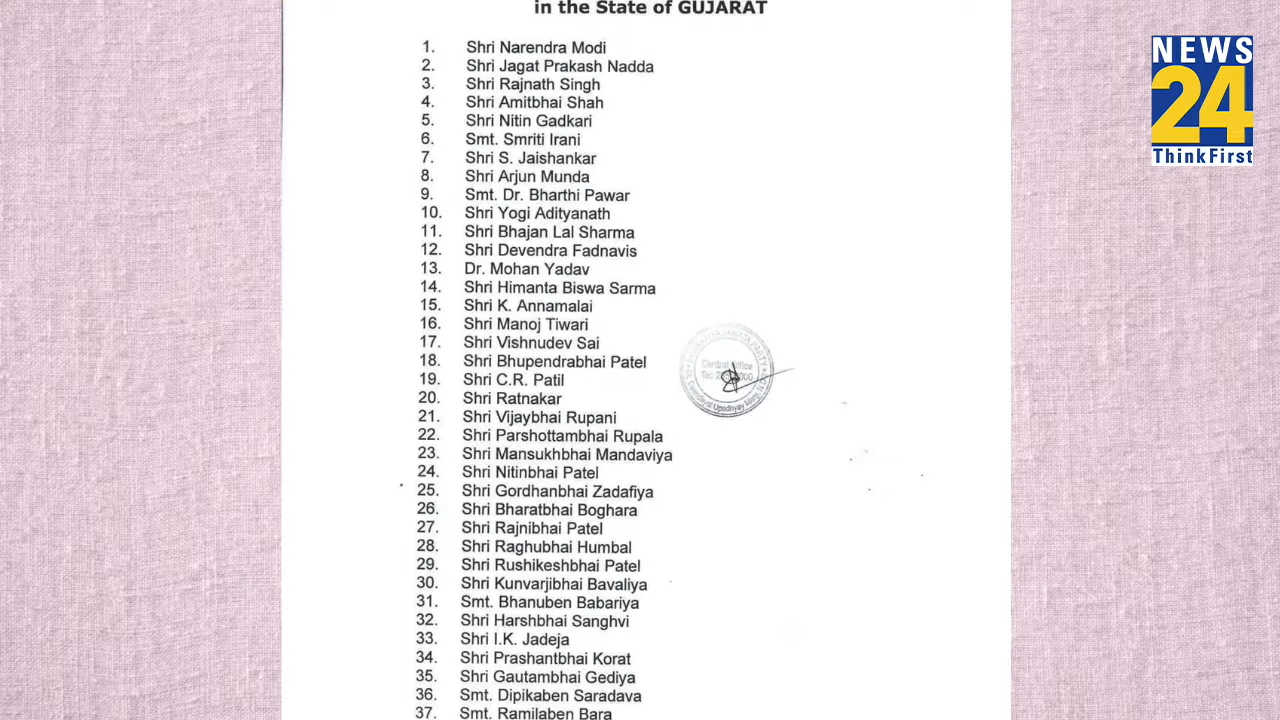 in the State of GUJARAT
1. Shri Narendra Modi
2. Shri Jagat Prakash Nadda
3. Shri Rajnath Singh
4. Shri Amitbhai Shah
5. Shri Nitin Gadkari
6. Smt. Smriti Irani
7. Shri S. Jaishankar
8. Shri Arjun Munda
9. Smt. Dr. Bharthi Pawar
10. Shri Yogi Adityanath
11. Shri Bhajan Lal Sharma
12. Shri Devendra Fadnavis
13. Dr. Mohan Yadav
14. Shri Himanta Biswa Sarma
15. Shri K. Annamalai
16. Shri Manoj Tiwari
17. Shri Vishnudev Sai
18. Shri Bhupendrabhai Patel
19. Shri C.R. Patil
20. Shri Ratnakar
21. Shri Vijaybhai Rupani
22. Shri Parshottambhai Rupala
23. Shri Mansukhbhai Mandaviya
24. Shri Nitinbhai Patel
25. Shri Gordhanbhai Zadafiya
26. Shri Bharatbhai Boghara
27. Shri Rajnibhai Patel
28. Shri Raghubhai Humbal
29. Shri Rushikeshbhai Patel
30. Shri Kunvarjibhai Bavaliya
31. Smt. Bhanuben Babariya
32. Shri Harshbhai Sanghvi
33. Shri I.K. Jadeja
34. Shri Prashantbhai Korat
35. Shri Gautambhai Gediya
36. Smt. Dipikaben Saradava
37. Smt. Ramilaben Bara
Central Office
NEWS
24
ThinkFirst